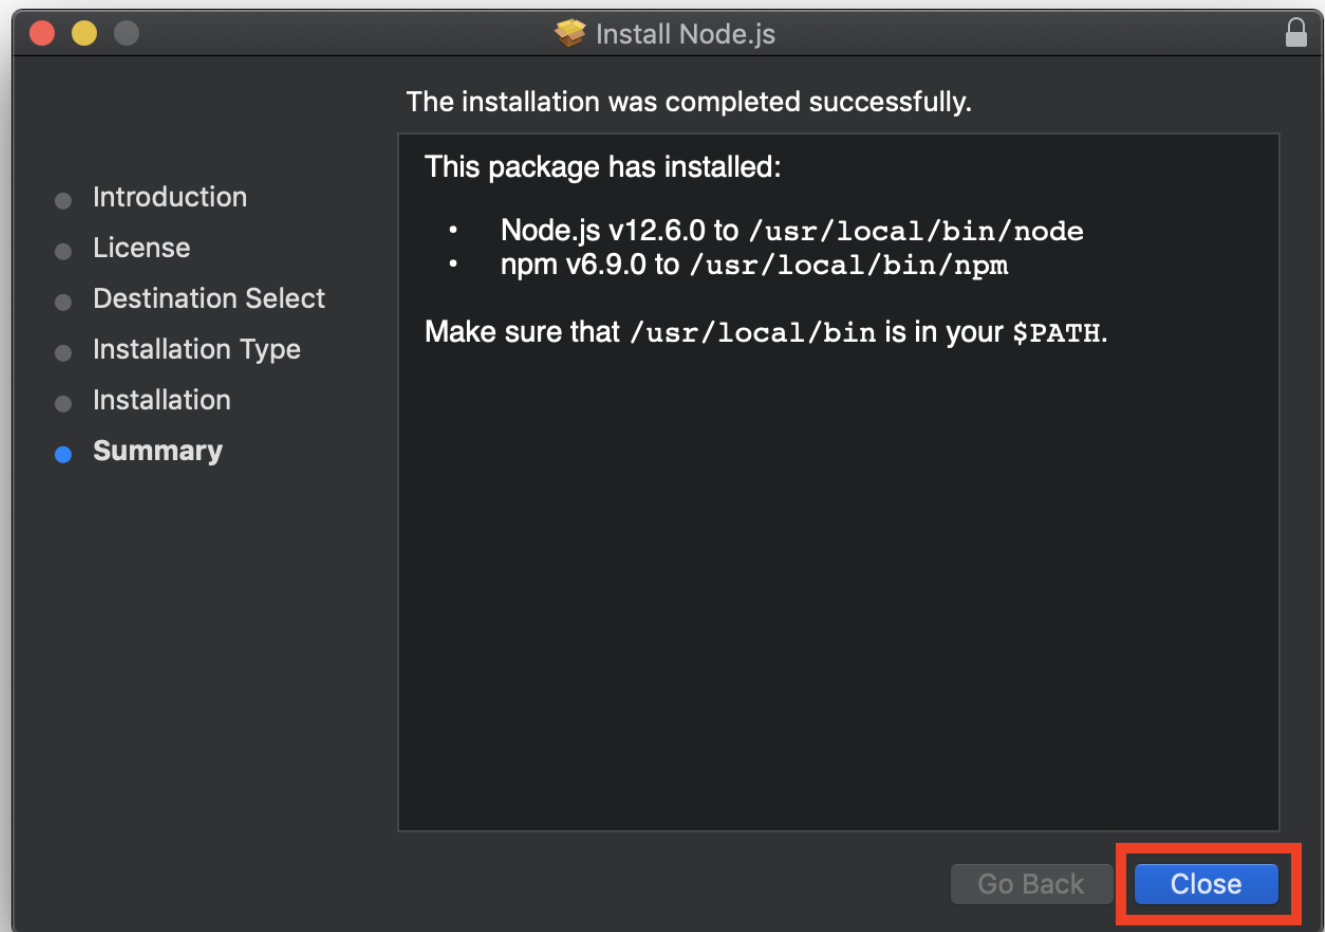 Install Node.js
The installation was completed successfully.
Introduction
License
Destination Select
Installation Type
Installation
Summary
This package has installed:
• Node.js v12.6.0 to /usr/local/bin/node
• npm v6.9.0 to /usr/local/bin/npm
Make sure that /usr/local/bin is in your $PATH.
Go Back
Close